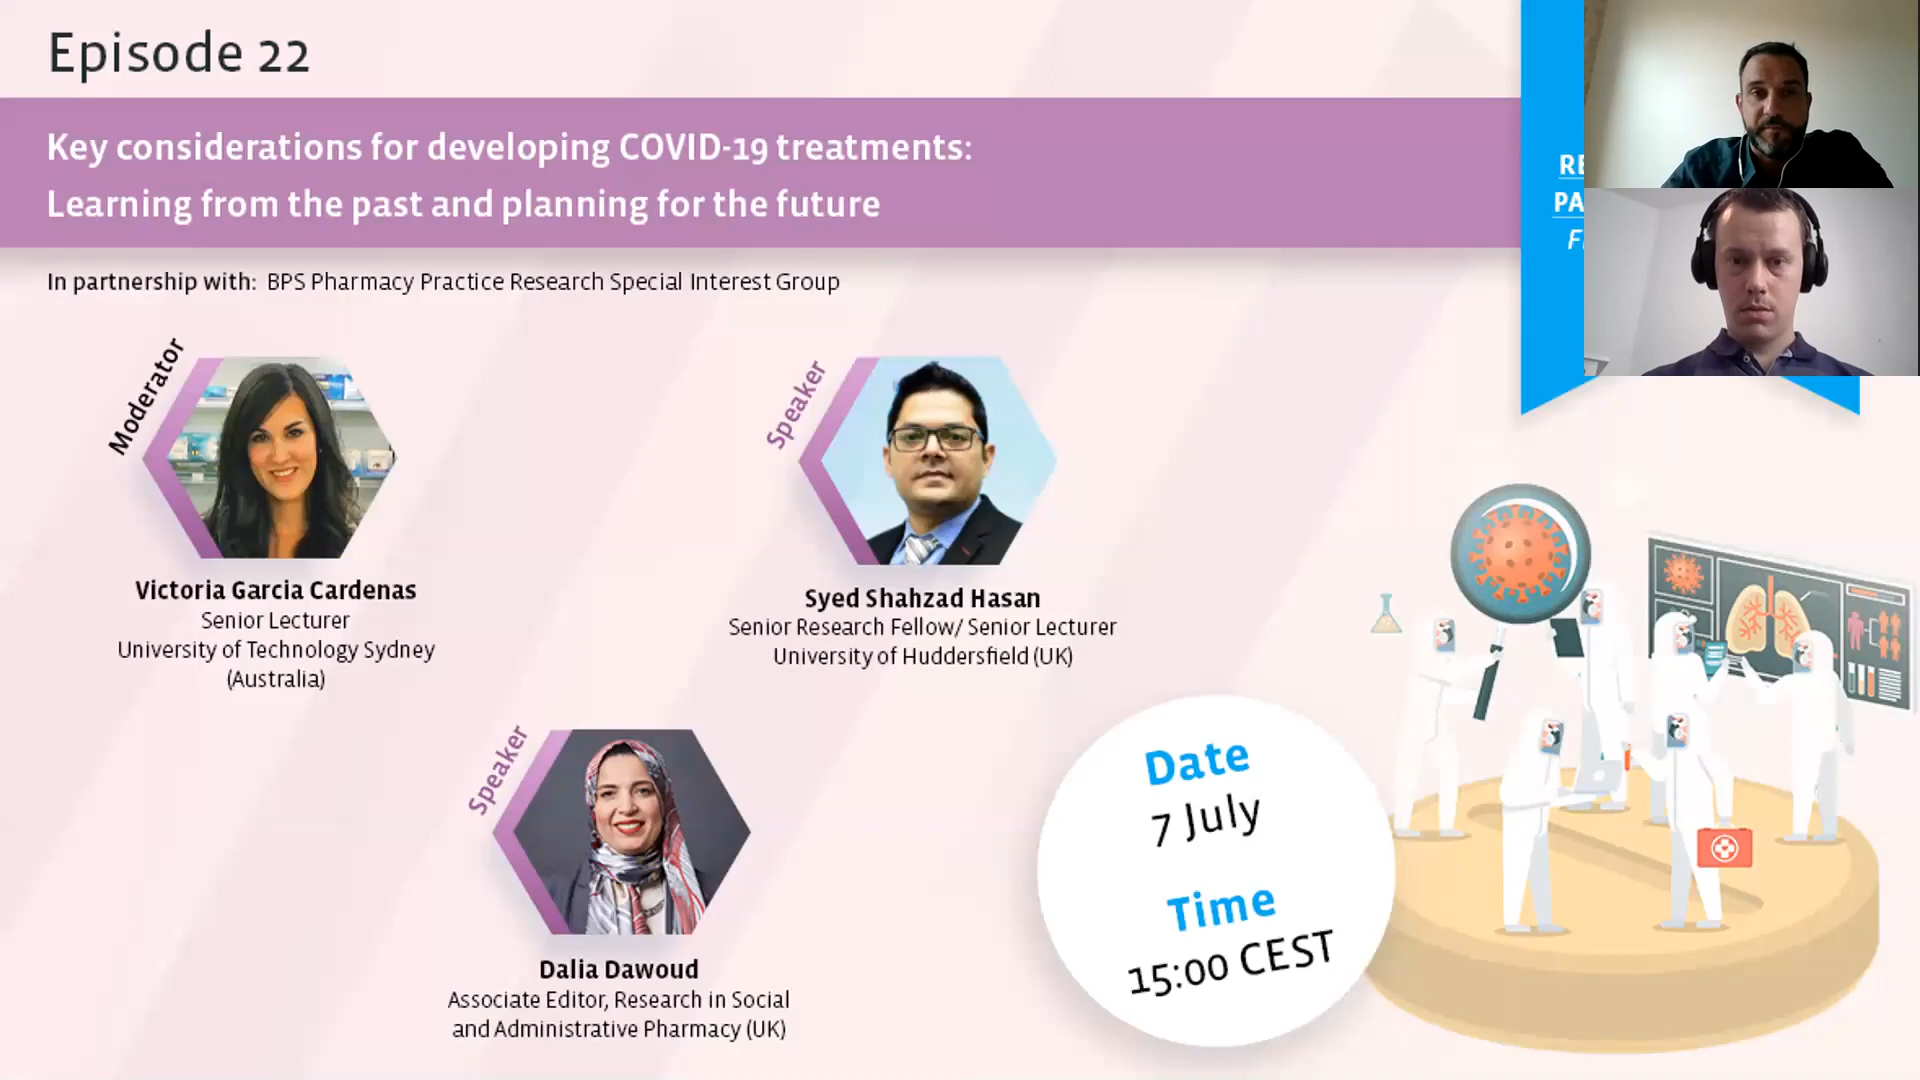 Episode 22
Key considerations for developing COVID-19 treatments:
Learning from the past and planning for the future
In partnership with: BPS Pharmacy Practice Research Special Interest Group
Moderator
Victoria Garcia Cardenas
Senior Lecturer
University of Technology Sydney
(Australia)
Speaker
Syed Shahzad Hasan
Senior Research Fellow/ Senior Lecturer
University of Huddersfield (UK)
Speaker
Dalia Dawoud
Associate Editor, Research in Social
and Administrative Pharmacy (UK)
Date
7 July
Time
15:00 CEST